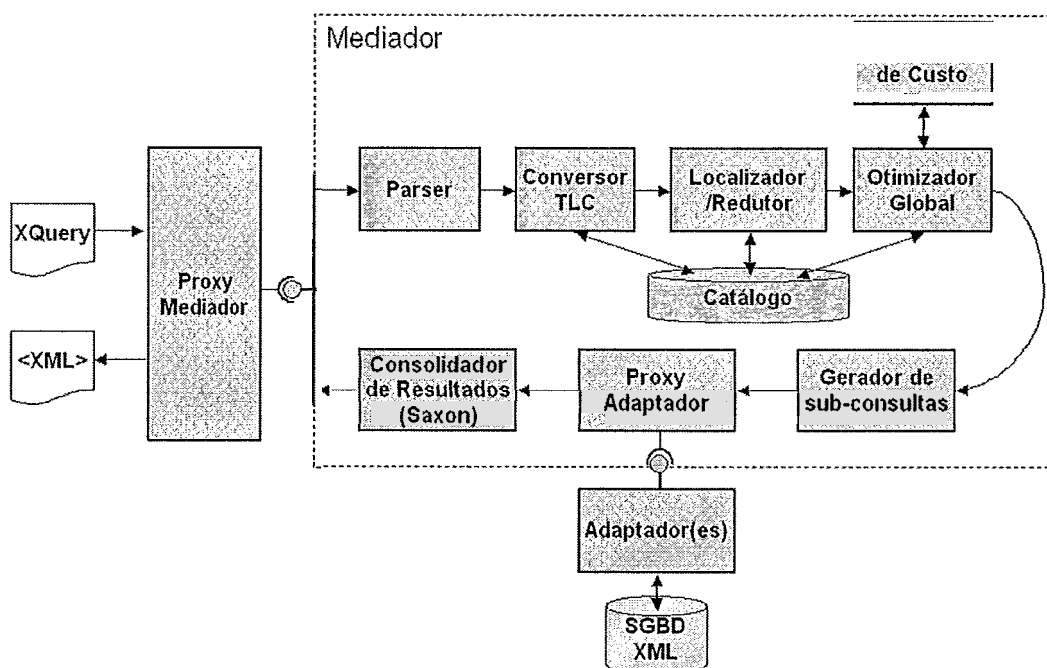 Mediador
de Custo
Parser
Conversor
TLC
Localizador
/Redutor
Otimizador
Global
XQuery
Proxy
Mediador
Catálogo
<XML>
Consolidador
de Resultados
(Saxon)
Proxy
Adaptador
Gerador de
sub-consultas
Adaptador(es)
SGBD
XML